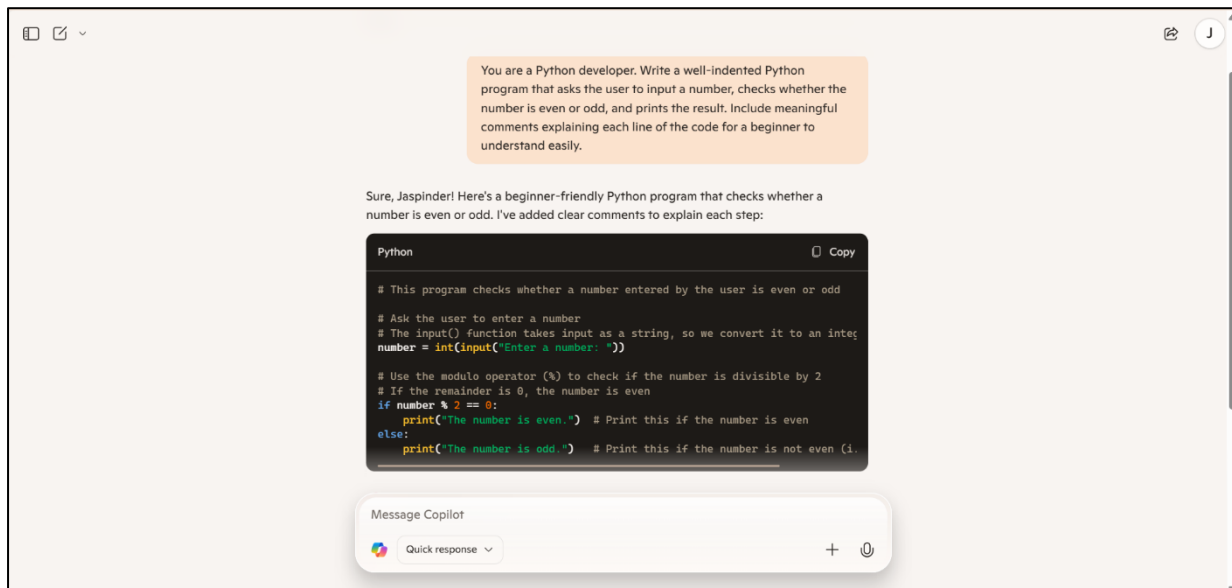 J
You are a Python developer. Write a well-indented Python
program that asks the user to input a number, checks whether the
number is even or odd, and prints the result. Include meaningful
comments explaining each line of the code for a beginner to
understand easily.
Sure, Jaspinder! Here's a beginner-friendly Python program that checks whether a
number is even or odd. I've added clear comments to explain each step:
Python Copy
# This program checks whether a number entered by the user is even or odd
# Ask the user to enter a number
# The input() function takes input as a string, so we convert it to an integ
number = int(input("Enter a number: "))
# Use the modulo operator (%) to check if the number is divisible by 2
# If the remainder is 0, the number is even
if number % 2 == 0:
    print("The number is even.")  # Print this if the number is even
else:
    print("The number is odd.")   # Print this if the number is not even (i.
Message Copilot
Quick response